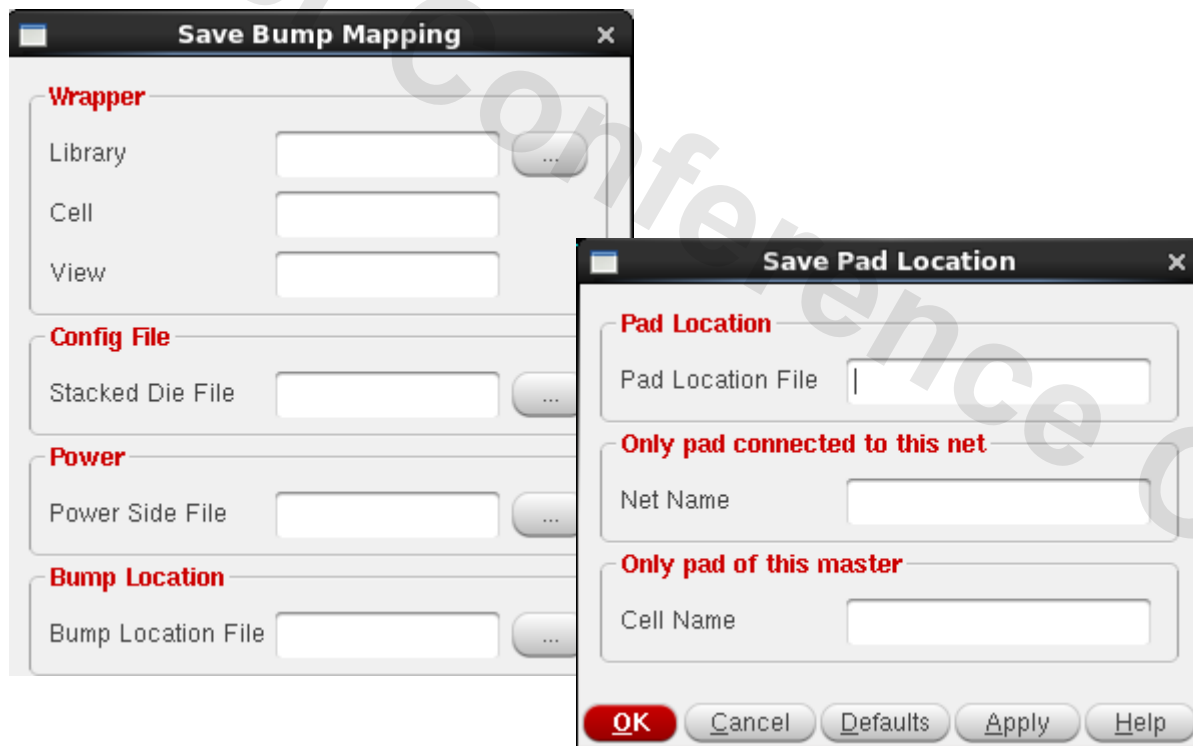 Save Bump Mapping
Wrapper
Library
...
Cell
View
Config File
Stacked Die File
...
Power
Power Side File
...
Bump Location
Bump Location File
...
Save Pad Location
Pad Location
Pad Location File
Only pad connected to this net
Net Name
Only pad of this master
Cell Name
OK Cancel Defaults Apply Help
Conference